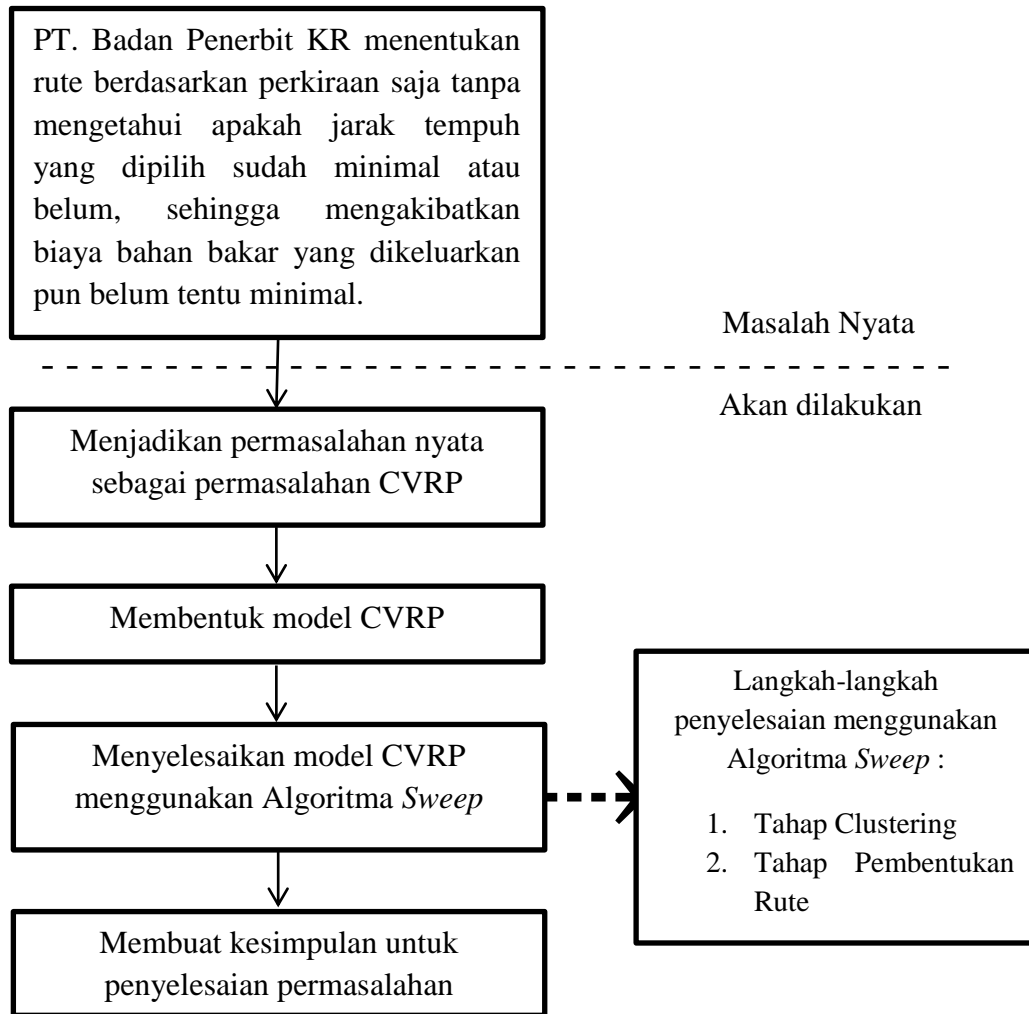 PT. Badan Penerbit KR menentukan
rute berdasarkan perkiraan saja tanpa
mengetahui apakah jarak tempuh
yang dipilih sudah minimal atau
belum, sehingga mengakibatkan
biaya bahan bakar yang dikeluarkan
pun belum tentu minimal.
Masalah Nyata
Akan dilakukan
Menjadikan permasalahan nyata
sebagai permasalahan CVRP
Membentuk model CVRP
Menyelesaikan model CVRP
menggunakan Algoritma Sweep
Langkah-langkah
penyelesaian menggunakan
Algoritma Sweep :
1. Tahap Clustering
2. Tahap Pembentukan
Rute
Membuat kesimpulan untuk
penyelesaian permasalahan